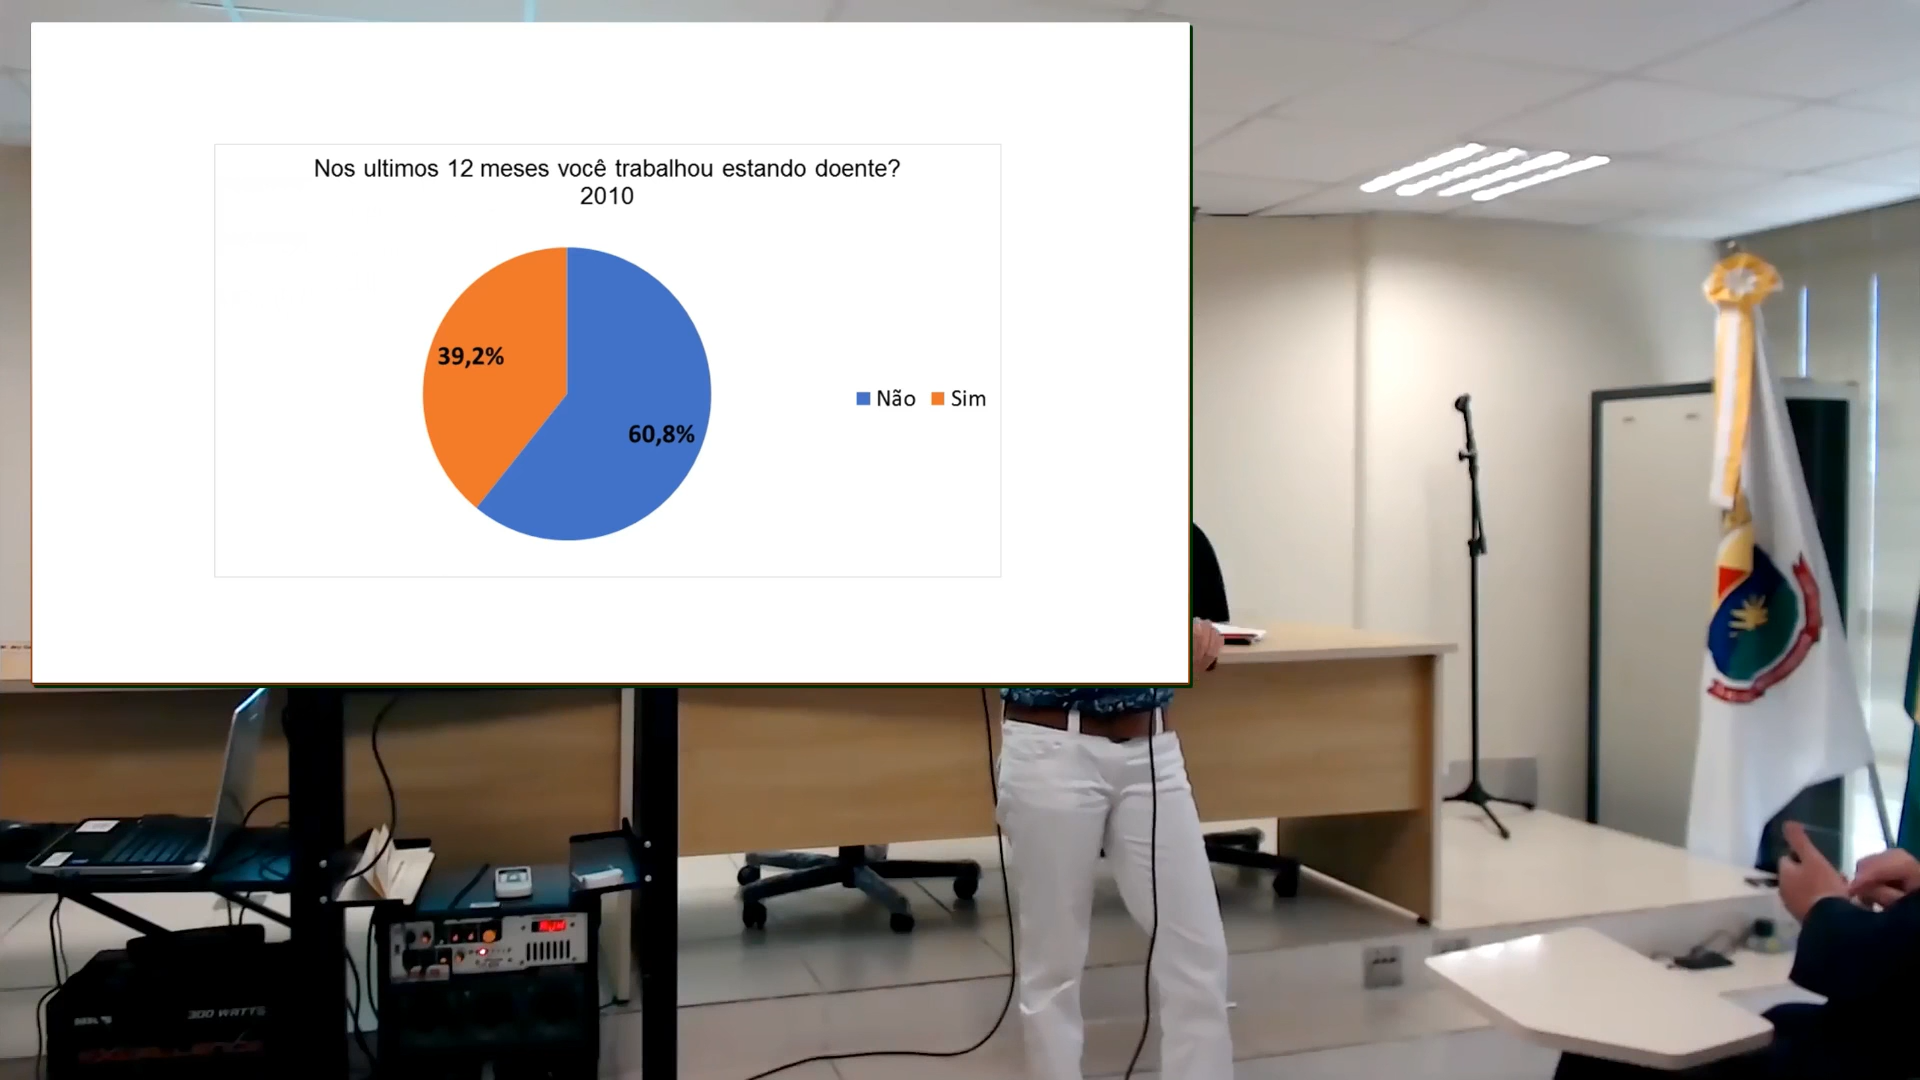 Nos ultimos 12 meses você trabalhou estando doente?
2010
39,2%
60,8%
Não
Sim
300 WATTS